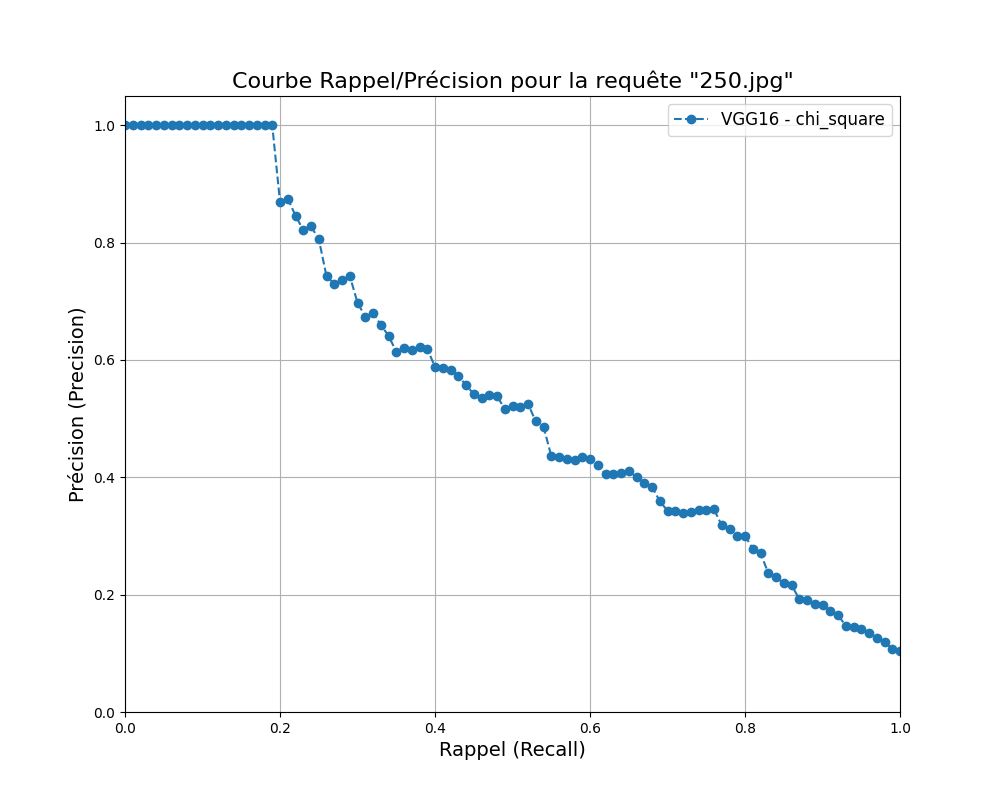 Courbe Rappel/Précision pour la requête "250.jpg"
VGG16 - chi_square
Précision (Precision)
1.0
0.8
0.6
0.4
0.2
0.0
0.0 0.2 0.4 0.6 0.8 1.0
Rappel (Recall)